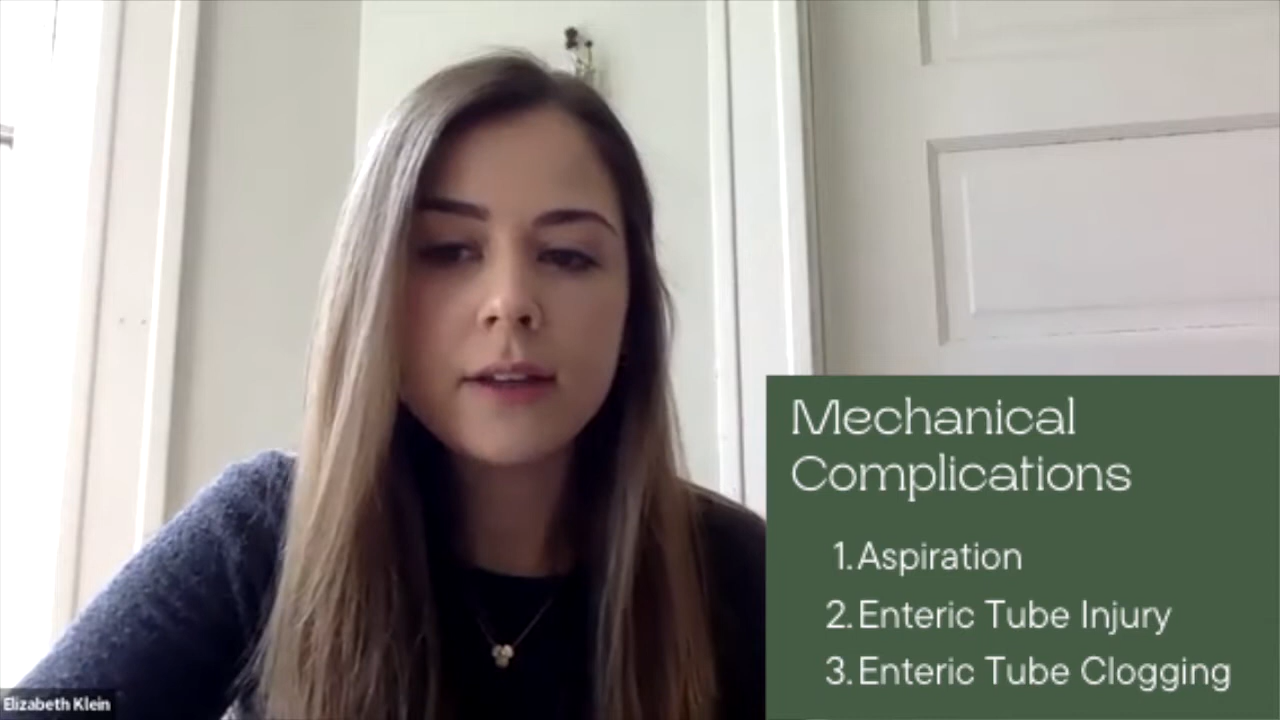 Mechanical
Complications
1. Aspiration
2. Enteric Tube Injury
3. Enteric Tube Clogging
Elizabeth Klein